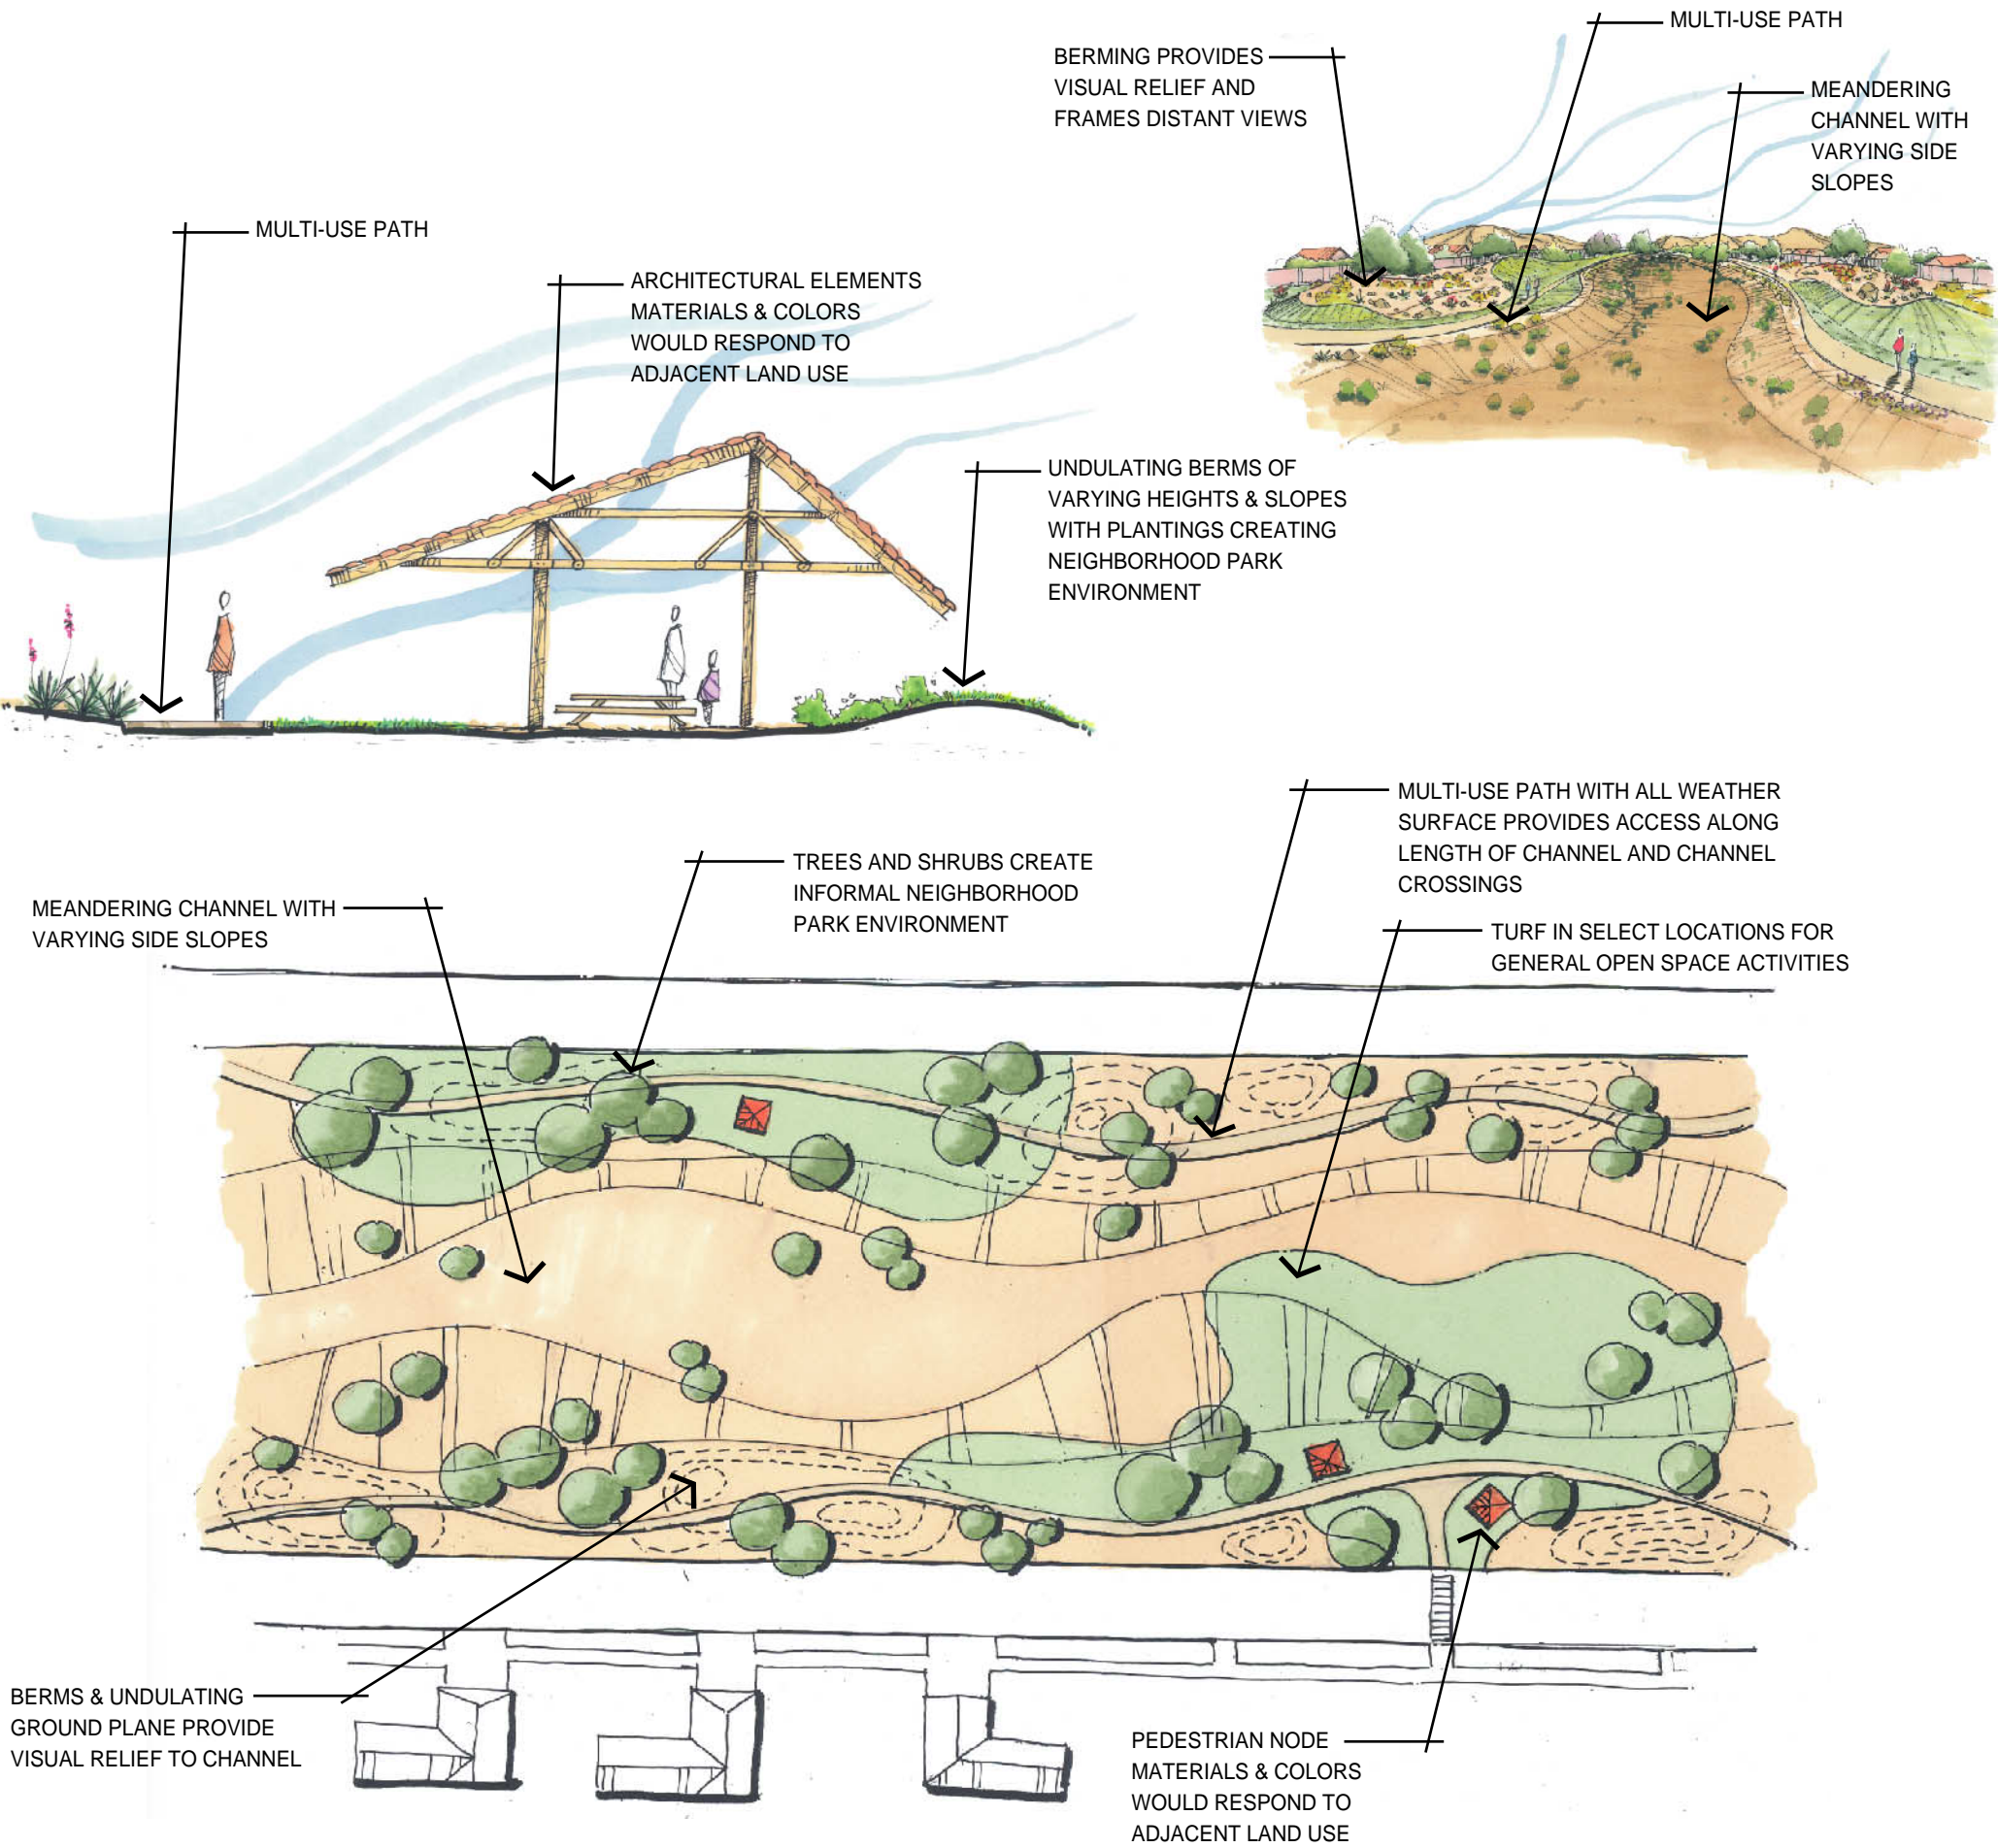 MULTI-USE PATH
BERMING PROVIDES
VISUAL RELIEF AND
FRAMES DISTANT VIEWS
MEANDERING
CHANNEL WITH
VARYING SIDE
SLOPES
MULTI-USE PATH
ARCHITECTURAL ELEMENTS
MATERIALS & COLORS
WOULD RESPOND TO
ADJACENT LAND USE
UNDULATING BERMS OF
VARYING HEIGHTS & SLOPES
WITH PLANTINGS CREATING
NEIGHBORHOOD PARK
ENVIRONMENT
MULTI-USE PATH WITH ALL WEATHER
SURFACE PROVIDES ACCESS ALONG
LENGTH OF CHANNEL AND CHANNEL
CROSSINGS
TREES AND SHRUBS CREATE
INFORMAL NEIGHBORHOOD
PARK ENVIRONMENT
MEANDERING CHANNEL WITH
VARYING SIDE SLOPES
TURF IN SELECT LOCATIONS FOR
GENERAL OPEN SPACE ACTIVITIES
BERMS & UNDULATING
GROUND PLANE PROVIDE
VISUAL RELIEF TO CHANNEL
PEDESTRIAN NODE
MATERIALS & COLORS
WOULD RESPOND TO
ADJACENT LAND USE